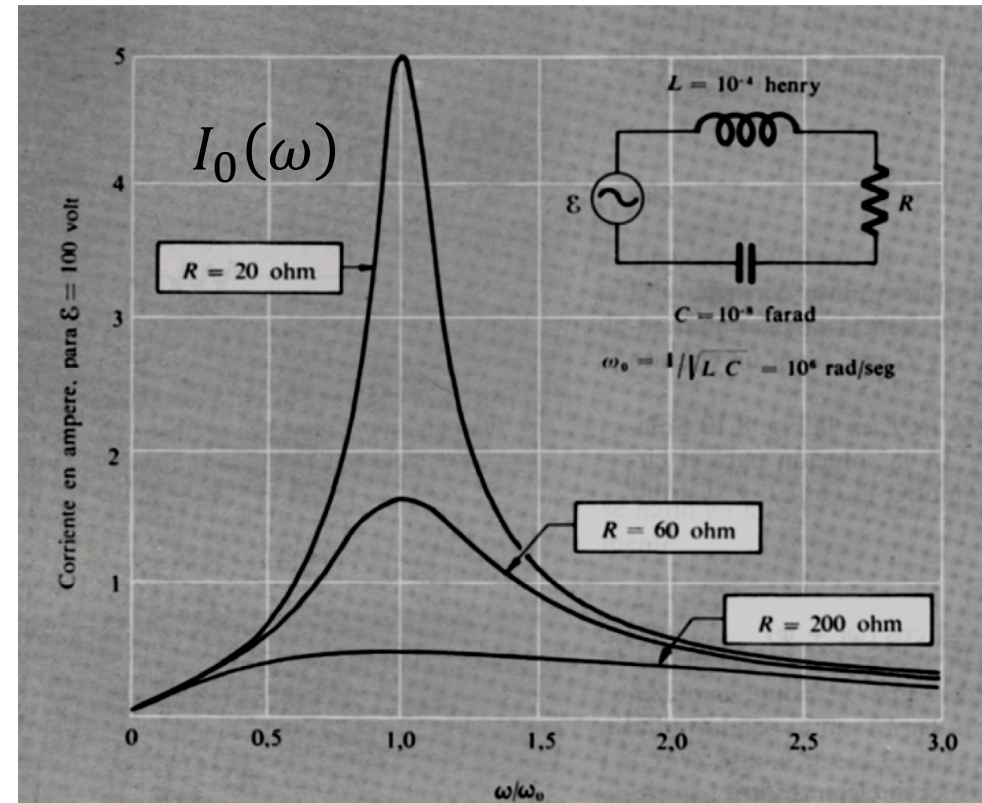 5
4
3
2
1
Corriente en ampere, para ℰ = 100 volt
I₀(ω)
R = 20 ohm
L = 10⁻⁴ henry
ℰ
R
C = 10⁻⁸ farad
ω₀ = 1/√L C = 10⁶ rad/seg
R = 60 ohm
R = 200 ohm
0 0,5 1,0 1,5 2,0 2,5 3,0
ω/ω₀